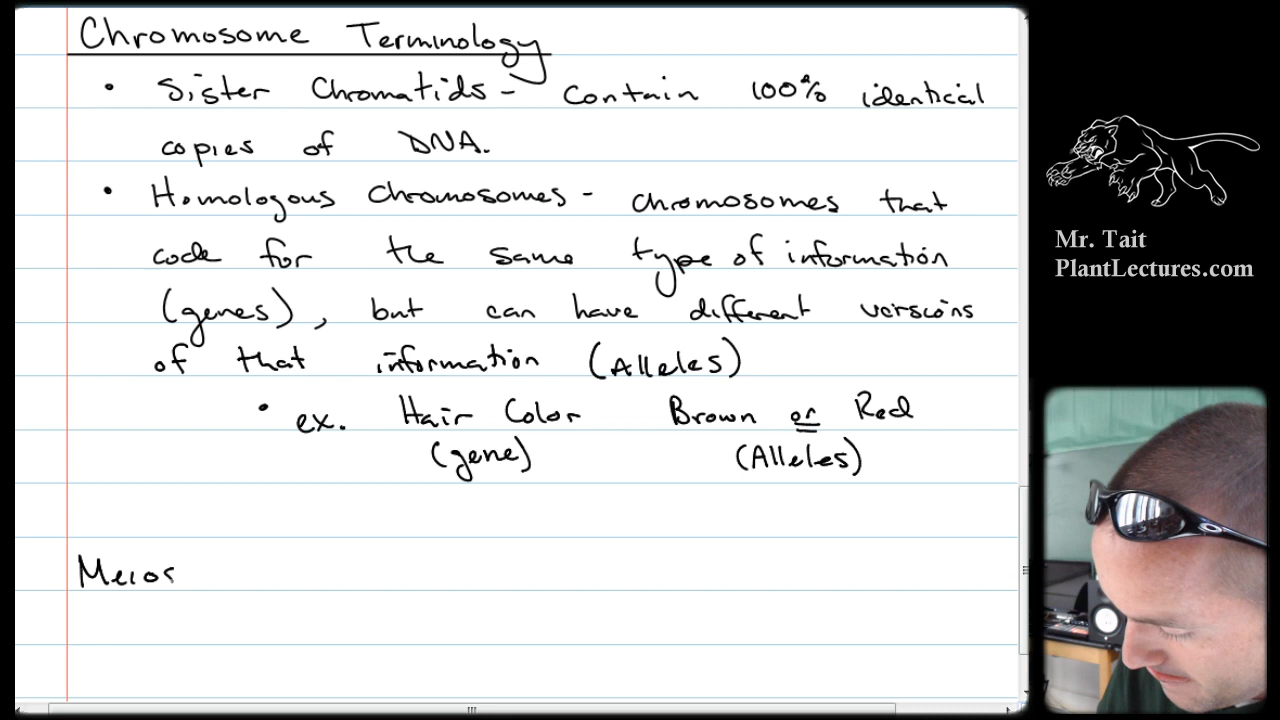 Chromosome Terminology
• Sister Chromatids - contain 100% identical
copies of DNA.
• Homologous chromosomes - chromosomes that
code for the same type of information
(genes), but can have different versions
of that information (Alleles)
• ex. Hair Color Brown or Red
(gene) (Alleles)
Meios
Mr. Tait
PlantLectures.com